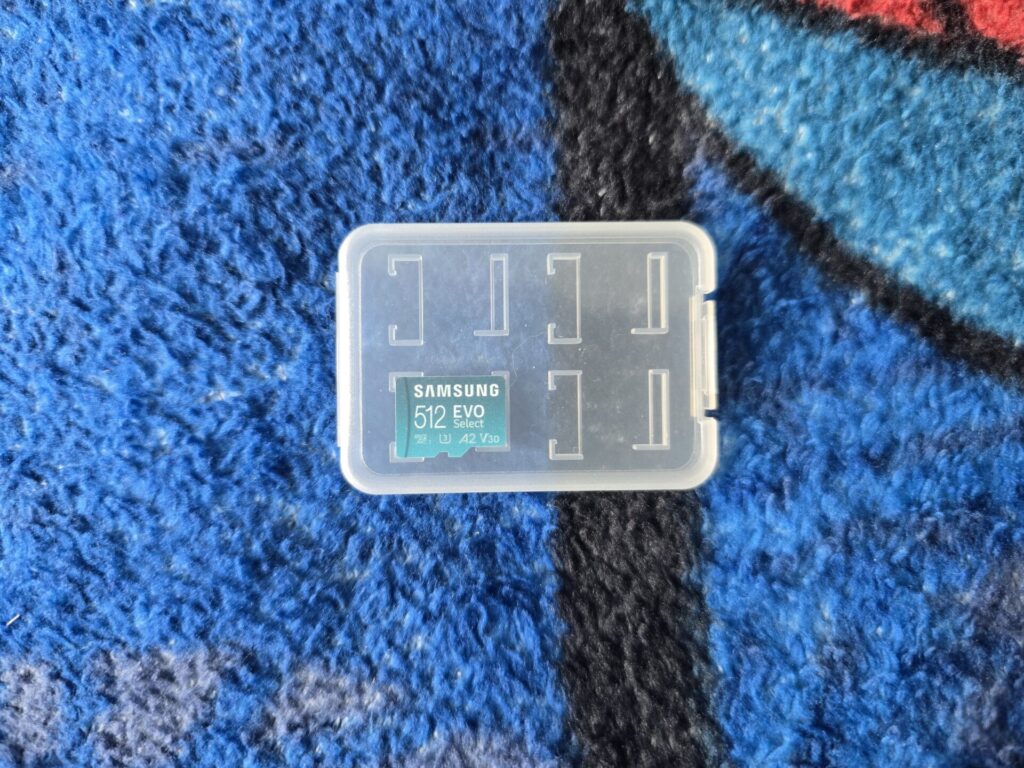 SAMSUNG
512 EVO
Select
U3 A2 V30